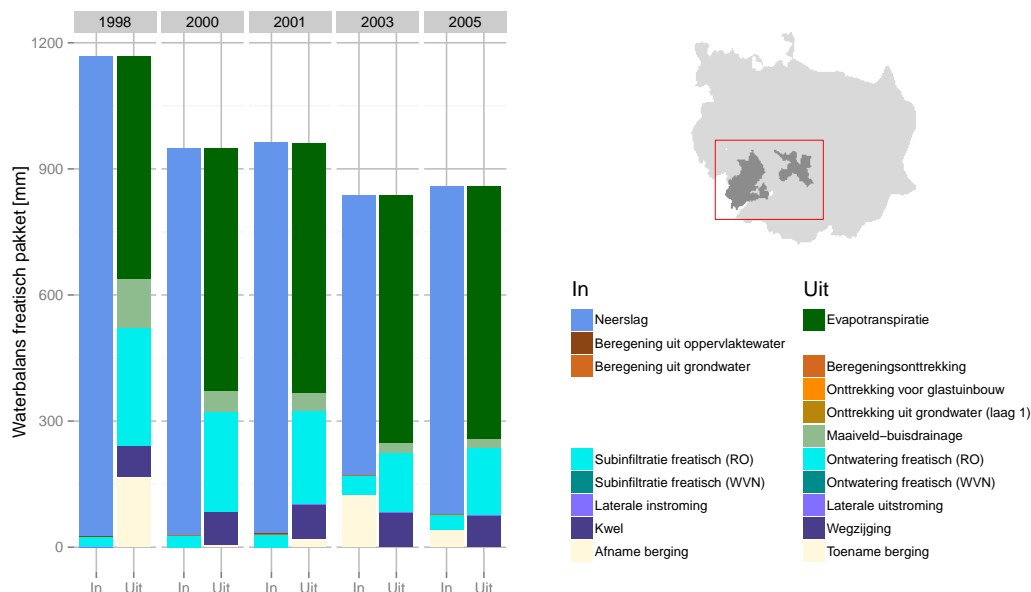 1998 2000 2001 2003 2005
1200
900
600
300
0
Waterbalans freatisch pakket [mm]
In Uit In Uit In Uit In Uit In Uit
In
Neerslag
Beregening uit oppervlaktewater
Beregening uit grondwater
Subinfiltratie freatisch (RO)
Subinfiltratie freatisch (WVN)
Laterale instroming
Kwel
Afname berging
Uit
Evapotranspiratie
Beregeningsonttrekking
Onttrekking voor glastuinbouw
Onttrekking uit grondwater (laag 1)
Maaiveld−buisdrainage
Ontwatering freatisch (RO)
Ontwatering freatisch (WVN)
Laterale uitstroming
Wegzijging
Toename berging